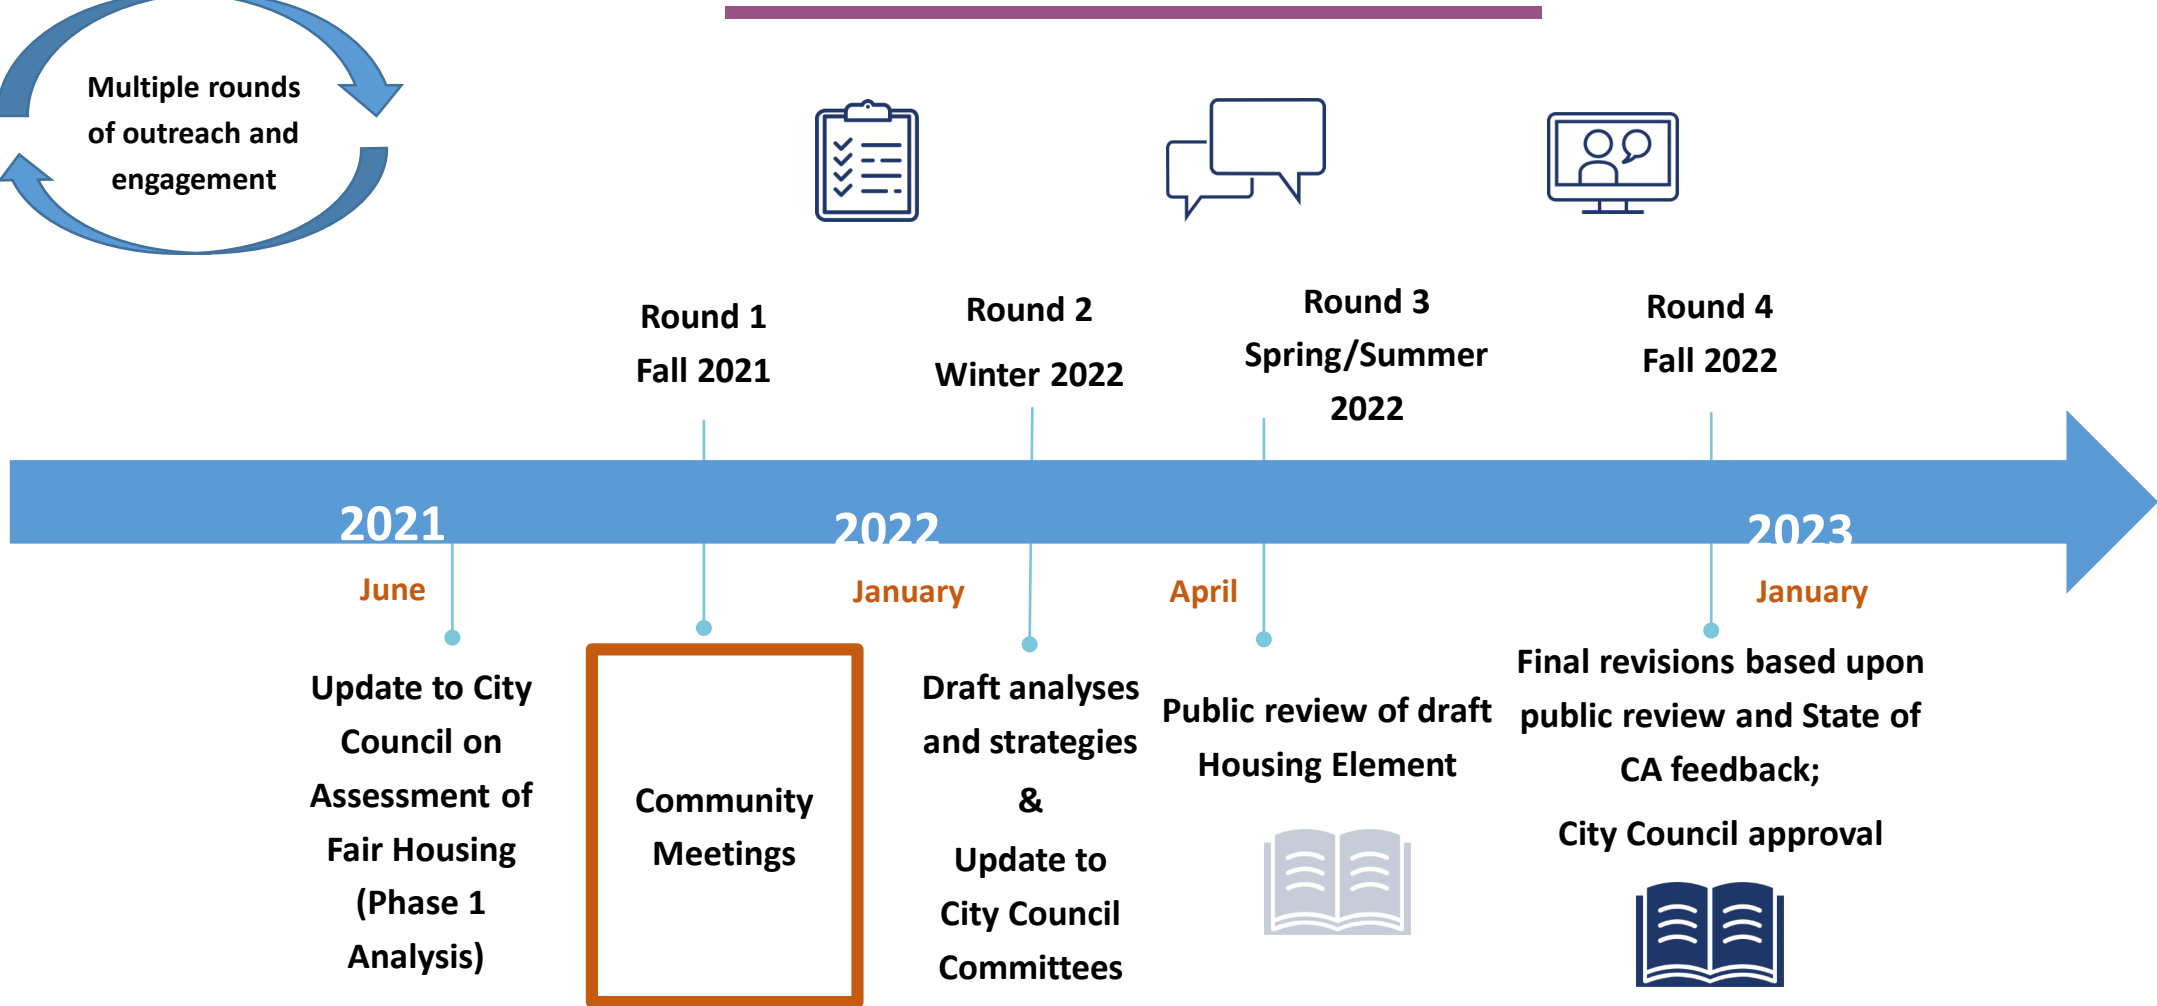 Multiple rounds
of outreach and
engagement
Round 1
Fall 2021
Round 2
Winter 2022
Round 3
Spring/Summer
2022
Round 4
Fall 2022
2021
2022
2023
June
January
April
January
Update to City
Council on
Assessment of
Fair Housing
(Phase 1
Analysis)
Community
Meetings
Draft analyses
and strategies
&
Update to
City Council
Committees
Public review of draft
Housing Element
Final revisions based upon
public review and State of
CA feedback;
City Council approval